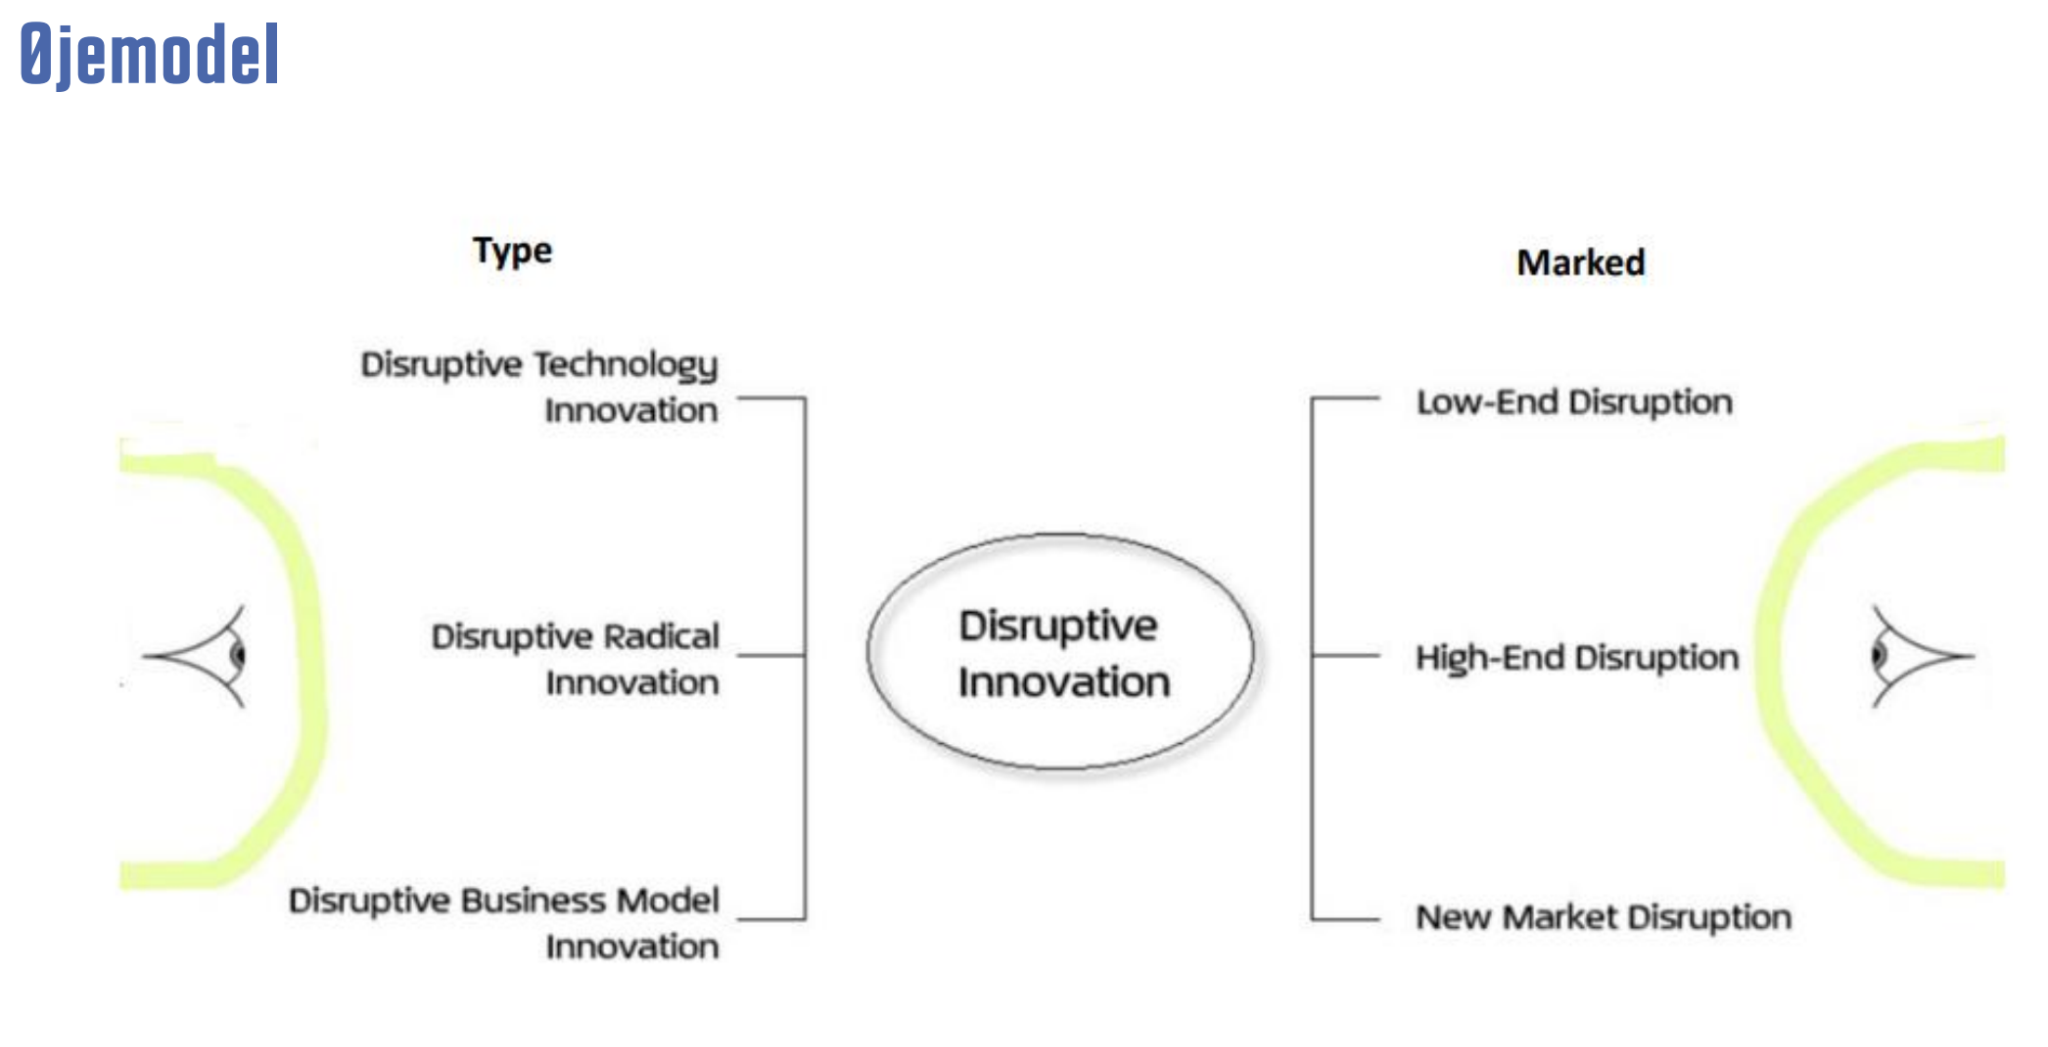 Øjemodel
Type
Disruptive Technology
Innovation
Disruptive Radical
Innovation
Disruptive Business Model
Innovation
Disruptive
Innovation
Marked
Low-End Disruption
High-End Disruption
New Market Disruption